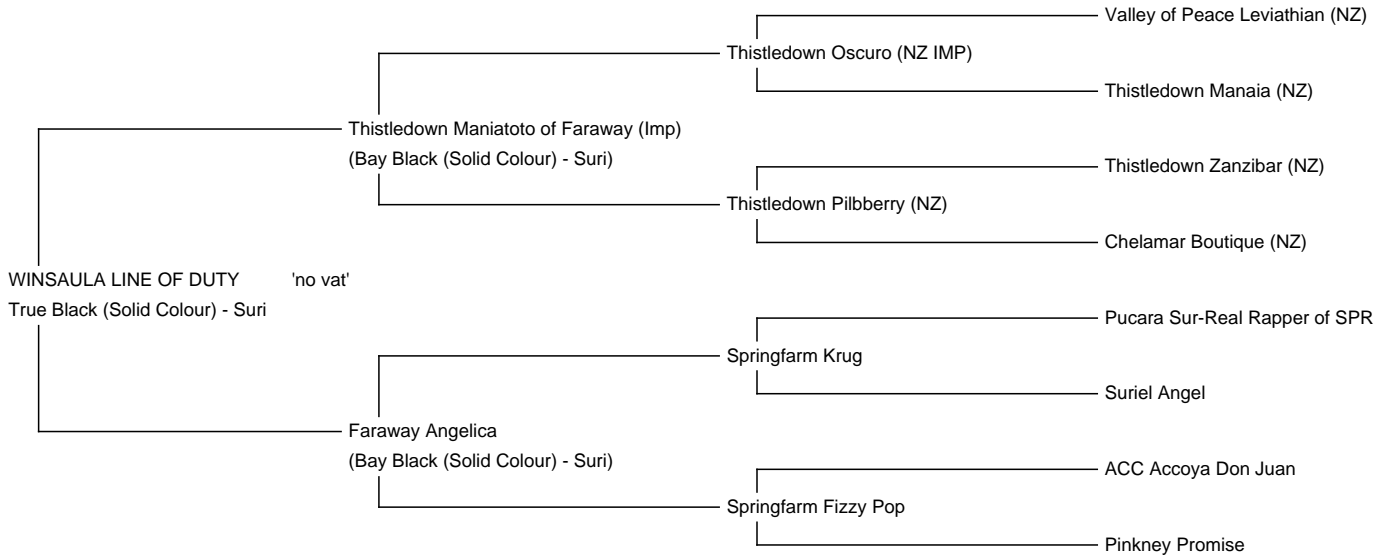 Valley of Peace Leviathian (NZ)
Thistledown Oscuro (NZ IMP)
Thistledown Manaia (NZ)
Thistledown Maniatoto of Faraway (Imp)
(Bay Black (Solid Colour) - Suri)
Thistledown Zanzibar (NZ)
Thistledown Pilbberry (NZ)
Chelamar Boutique (NZ)
WINSAULA LINE OF DUTY 'no vat'
True Black (Solid Colour) - Suri
Pucara Sur-Real Rapper of SPR
Springfarm Krug
Suriel Angel
Faraway Angelica
(Bay Black (Solid Colour) - Suri)
ACC Accoya Don Juan
Springfarm Fizzy Pop
Pinkney Promise